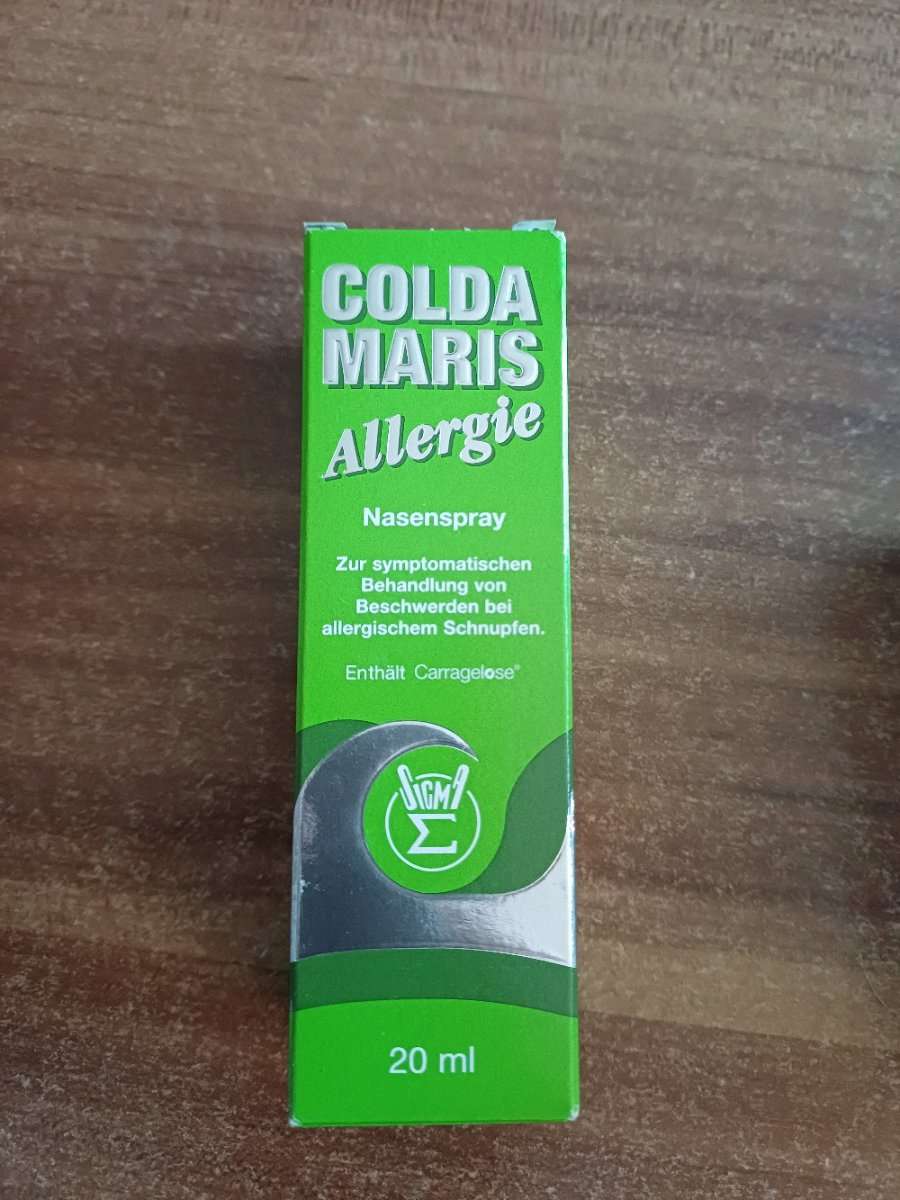 COLDA
MARIS
Allergie
Nasenspray
Zur symptomatischen
Behandlung von
Beschwerden bei
allergischem Schnupfen.
Enthält Carragelose®
SIGMA
Σ
20 ml